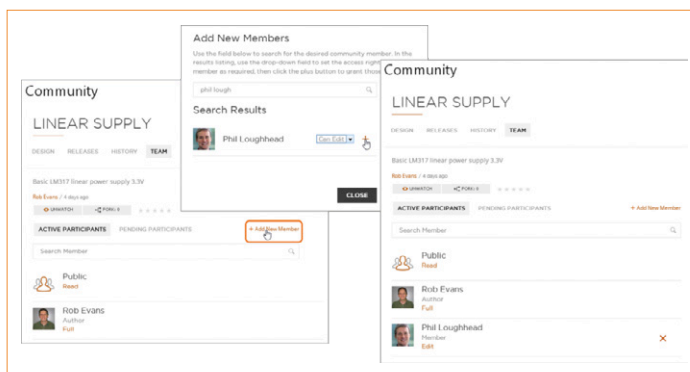 Community
LINEAR SUPPLY
DESIGN RELEASES HISTORY TEAM
Basic LM317 linear power supply 3.3V
Rob Evans / 4 days ago
UNWATCH FORK: 0
ACTIVE PARTICIPANTS PENDING PARTICIPANTS + Add New Member
Search Member
Public
Read
Rob Evans
Author
Full
Add New Members
Use the field below to search for the desired community member. In the
results listing, use the drop-down field to set the access righ
member as required, then click the plus button to grant those
phil lough
Search Results
Phil Loughhead Can Edit +
CLOSE
Community
LINEAR SUPPLY
DESIGN RELEASES HISTORY TEAM
Basic LM317 linear power supply 3.3V
Rob Evans / 4 days ago
UNWATCH FORK: 0
ACTIVE PARTICIPANTS PENDING PARTICIPANTS + Add New Member
Search Member
Public
Read
Rob Evans
Author
Full
Phil Loughhead
Member
Edit